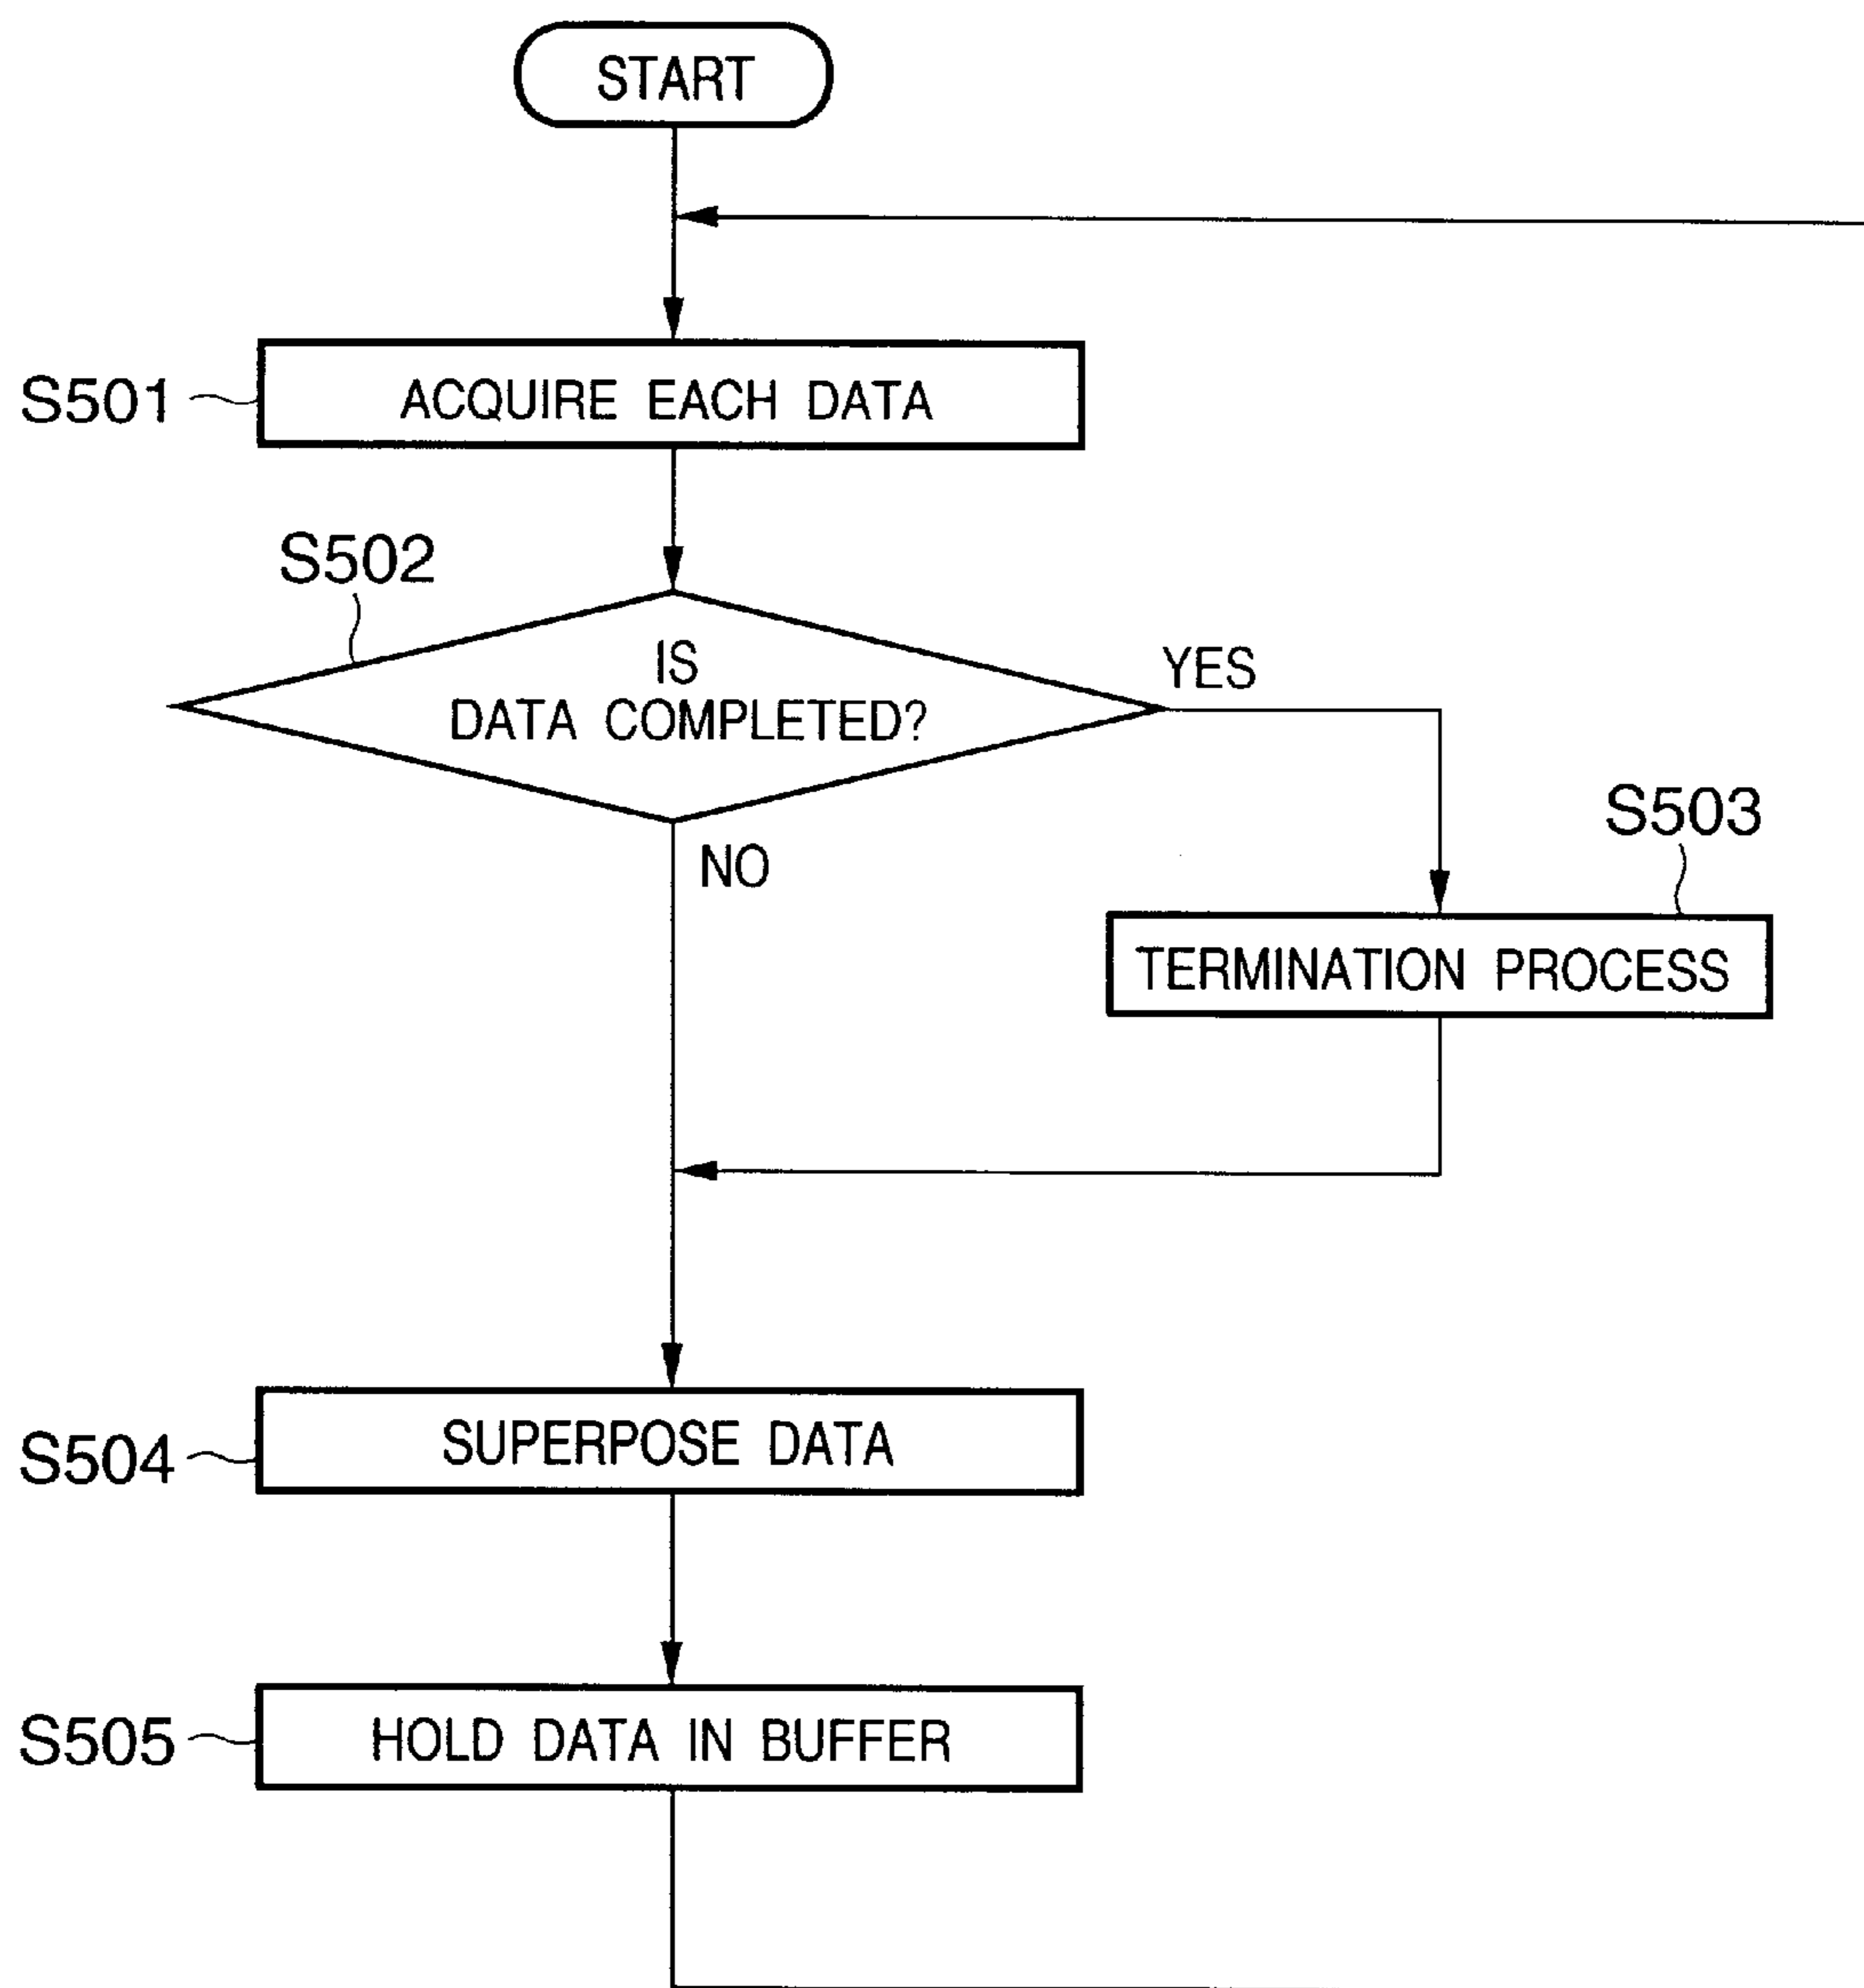 START
S501
ACQUIRE EACH DATA
S502
IS
DATA COMPLETED?
YES
NO
S503
TERMINATION PROCESS
S504
SUPERPOSE DATA
S505
HOLD DATA IN BUFFER